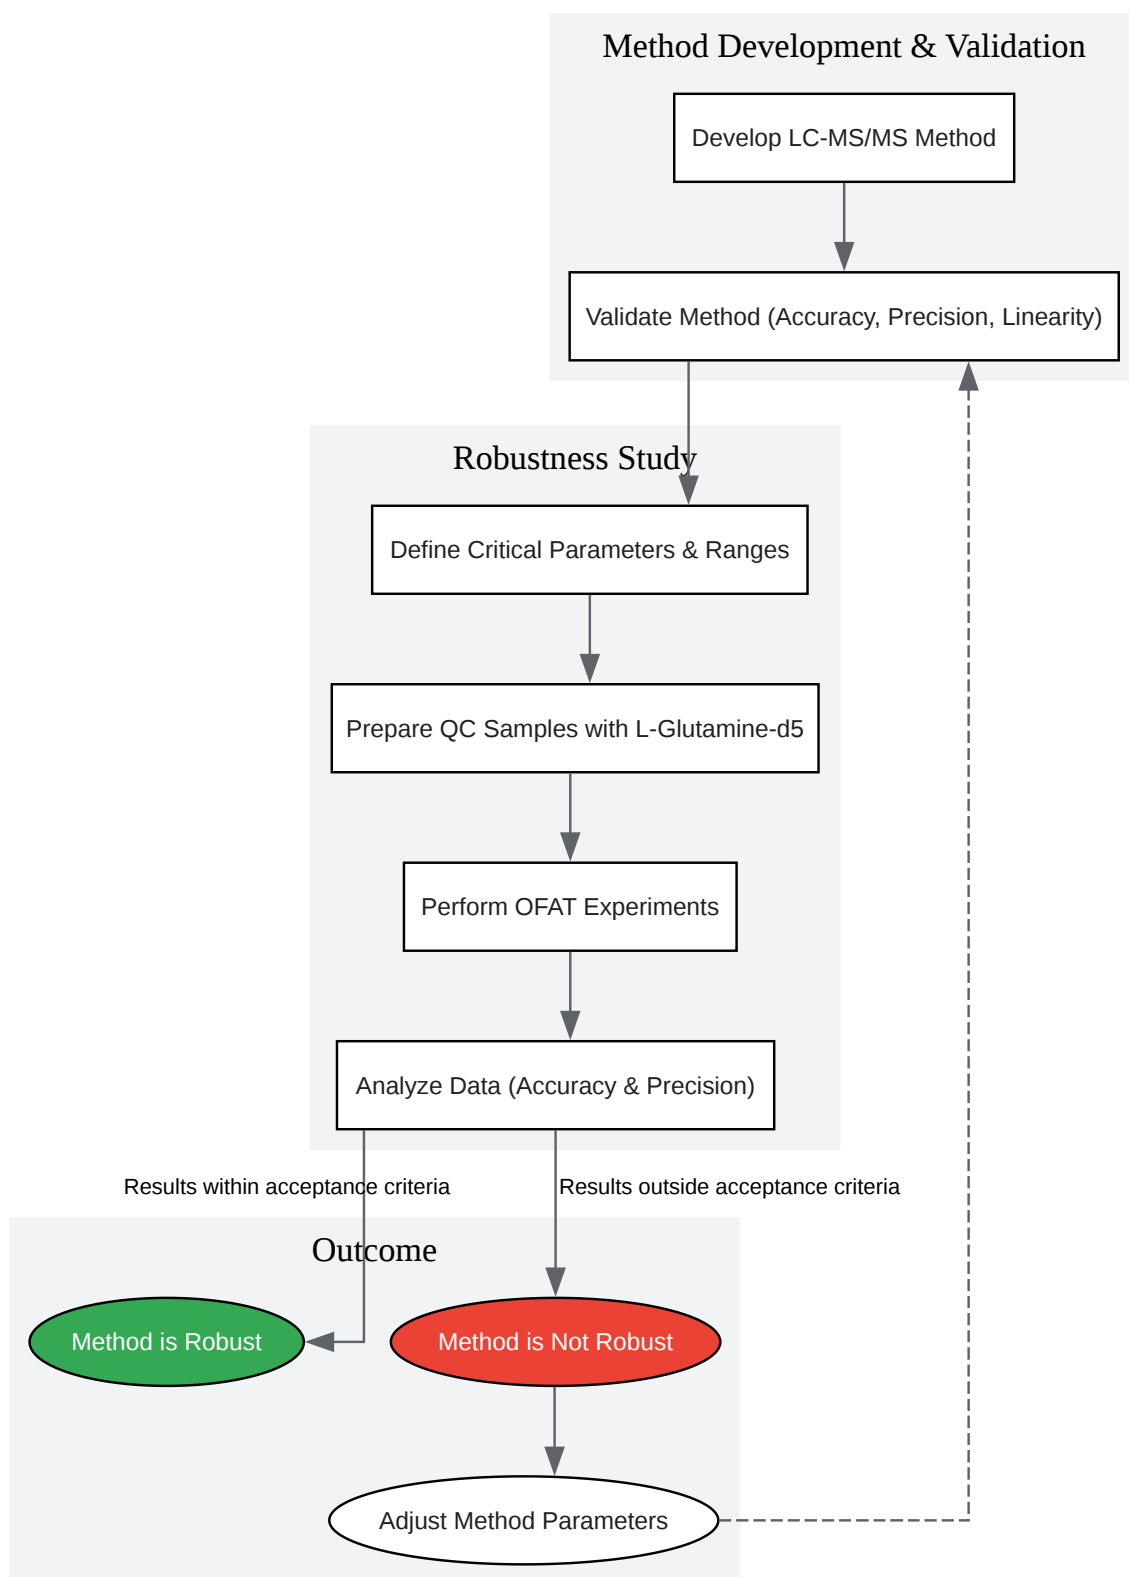 Method Development & Validation
Develop LC-MS/MS Method
Validate Method (Accuracy, Precision, Linearity)
Robustness Study
Define Critical Parameters & Ranges
Prepare QC Samples with L-Glutamine-d5
Perform OFAT Experiments
Analyze Data (Accuracy & Precision)
Results within acceptance criteria
Results outside acceptance criteria
Outcome
Method is Robust
Method is Not Robust
Adjust Method Parameters